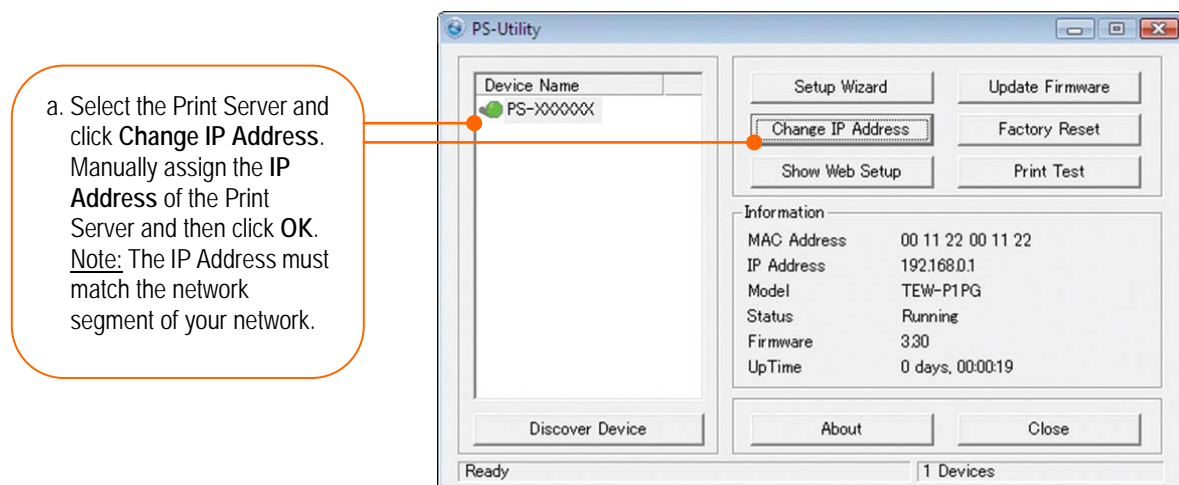 PS-Utility
a. Select the Print Server and
click Change IP Address.
Manually assign the IP
Address of the Print
Server and then click OK.
Note: The IP Address must
match the network
segment of your network.
Device Name
PS-XXXXXX
Discover Device
Setup Wizard
Update Firmware
Change IP Address
Factory Reset
Show Web Setup
Print Test
Information
MAC Address 00 11 22 00 11 22
IP Address 192.168.0.1
Model TEW-P1PG
Status Running
Firmware 3.30
UpTime 0 days, 00:00:19
About
Close
Ready
1 Devices